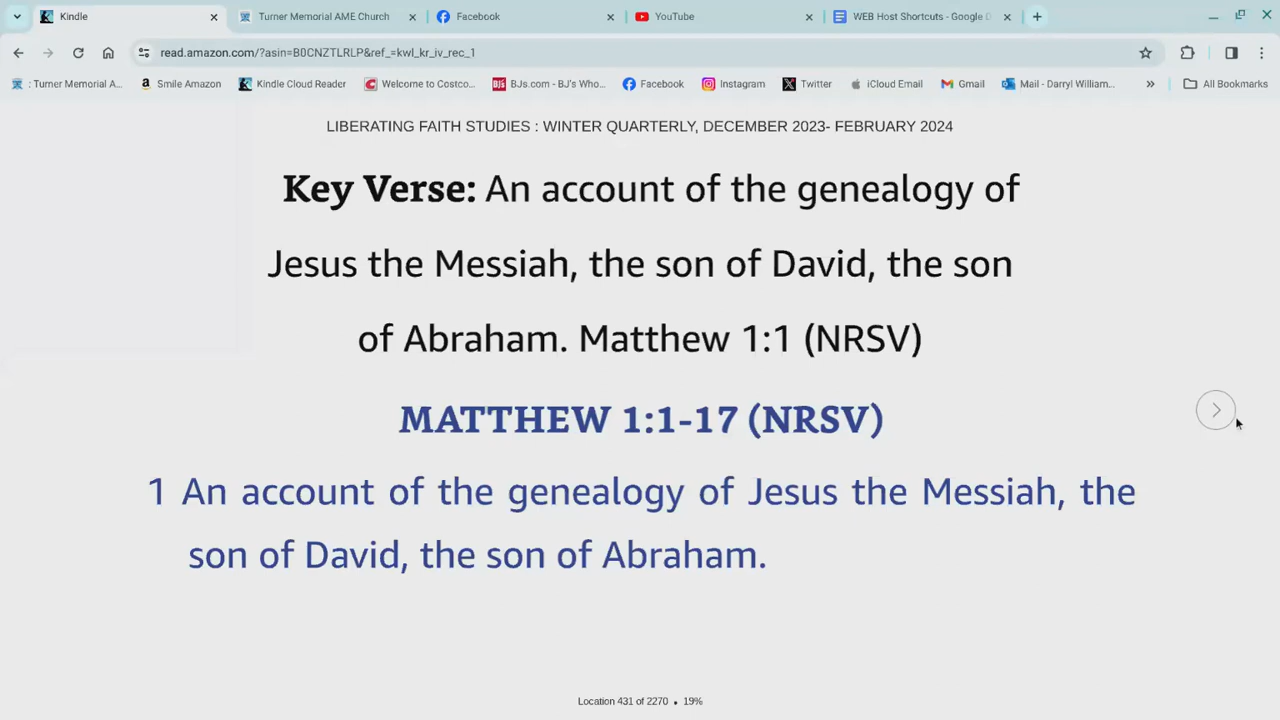 Kindle
Turner Memorial AME Church
Facebook
YouTube
WEB Host Shortcuts - Google D
read.amazon.com/?asin=B0CNZTLRLP&ref_=kwl_kr_iv_rec_1
: Turner Memorial A...
Smile Amazon
Kindle Cloud Reader
Welcome to Costco...
BJs.com - BJ's Who...
Facebook
Instagram
Twitter
iCloud Email
Gmail
Mail - Darryl William...
All Bookmarks
LIBERATING FAITH STUDIES : WINTER QUARTERLY, DECEMBER 2023- FEBRUARY 2024
Key Verse: An account of the genealogy of
Jesus the Messiah, the son of David, the son
of Abraham. Matthew 1:1 (NRSV)
MATTHEW 1:1-17 (NRSV)
1 An account of the genealogy of Jesus the Messiah, the
son of David, the son of Abraham.
Location 431 of 2270 • 19%